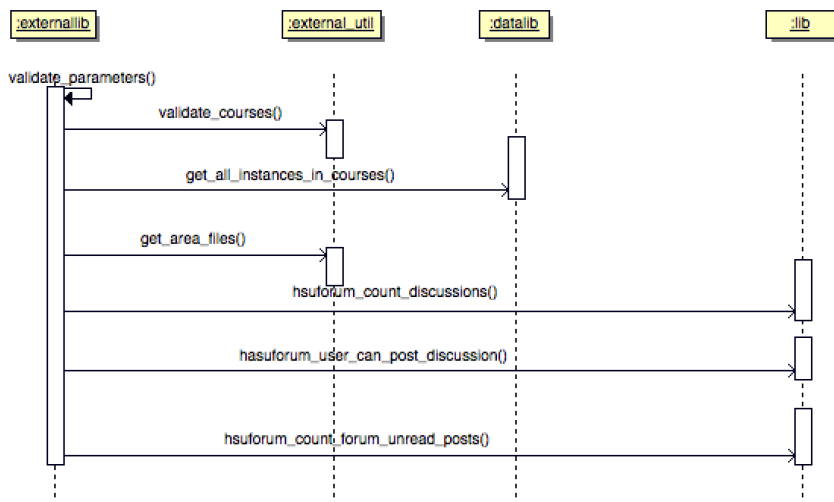 :externallib
:external_util
:datalib
:lib
validate_parameters()
validate_courses()
get_all_instances_in_courses()
get_area_files()
hsuforum_count_discussions()
hasuforum_user_can_post_discussion()
hsuforum_count_forum_unread_posts()